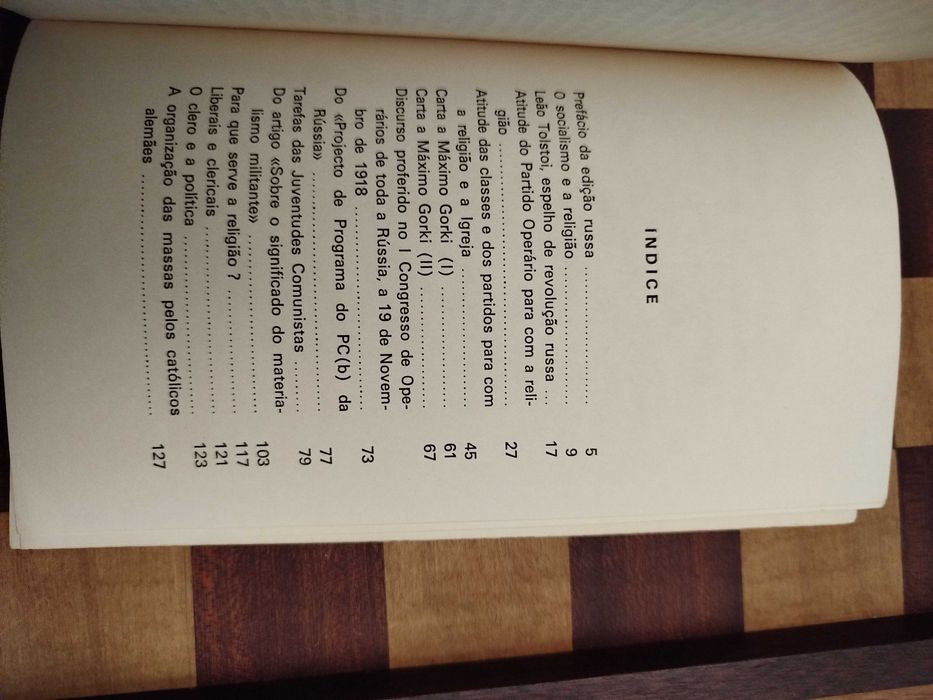 INDICE
Prefácio da edição russa ........................ 5
O socialismo e a religião ........................ 9
Leão Tolstoi, espelho de revolução russa ... 17
Atitude do Partido Operário para com a reli-
gião ................................................ 27
Atitude das classes e dos partidos para com
a religião e a Igreja ........................ 45
Carta a Máximo Gorki (I) ........................ 61
Carta a Máximo Gorki (II) ........................ 67
Discurso proferido no I Congresso de Ope-
rários de toda a Rússia, a 19 de Novem-
bro de 1918 .................................... 73
Do «Projecto de Programa do PC(b) da
Rússia» .......................................... 77
Tarefas das Juventudes Comunistas ......... 79
Do artigo «Sobre o significado do materia-
lismo militante» .............................. 103
Para que serve a religião ? ..................... 117
Liberais e clericais .............................. 121
O clero e a política .............................. 123
A organização das massas pelos católicos
alemães .......................................... 127